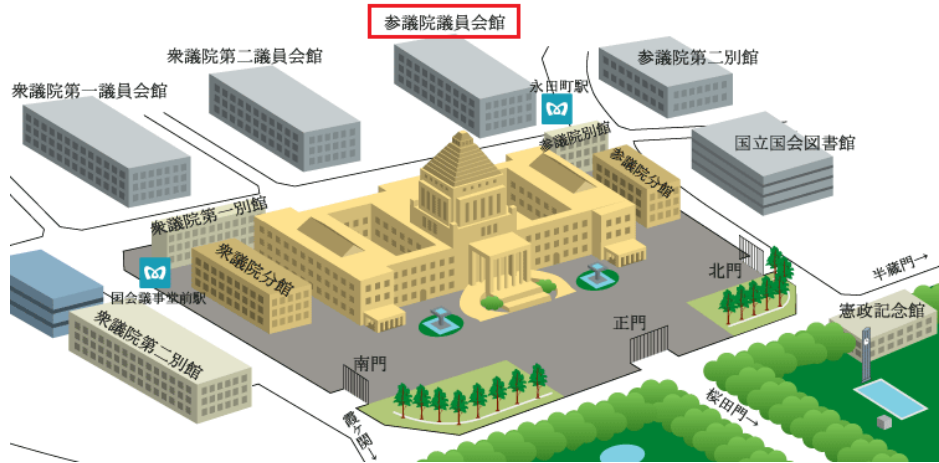 参議院議員会館
衆議院第二議員会館
参議院第二別館
衆議院第一議員会館
永田町駅
参議院別館
国立国会図書館
参議院分館
衆議院第一別館
衆議院分館
北門
半蔵門→
国会議事堂前駅
憲政記念館
正門
衆議院第二別館
南門
桜田門→
霞ヶ関→